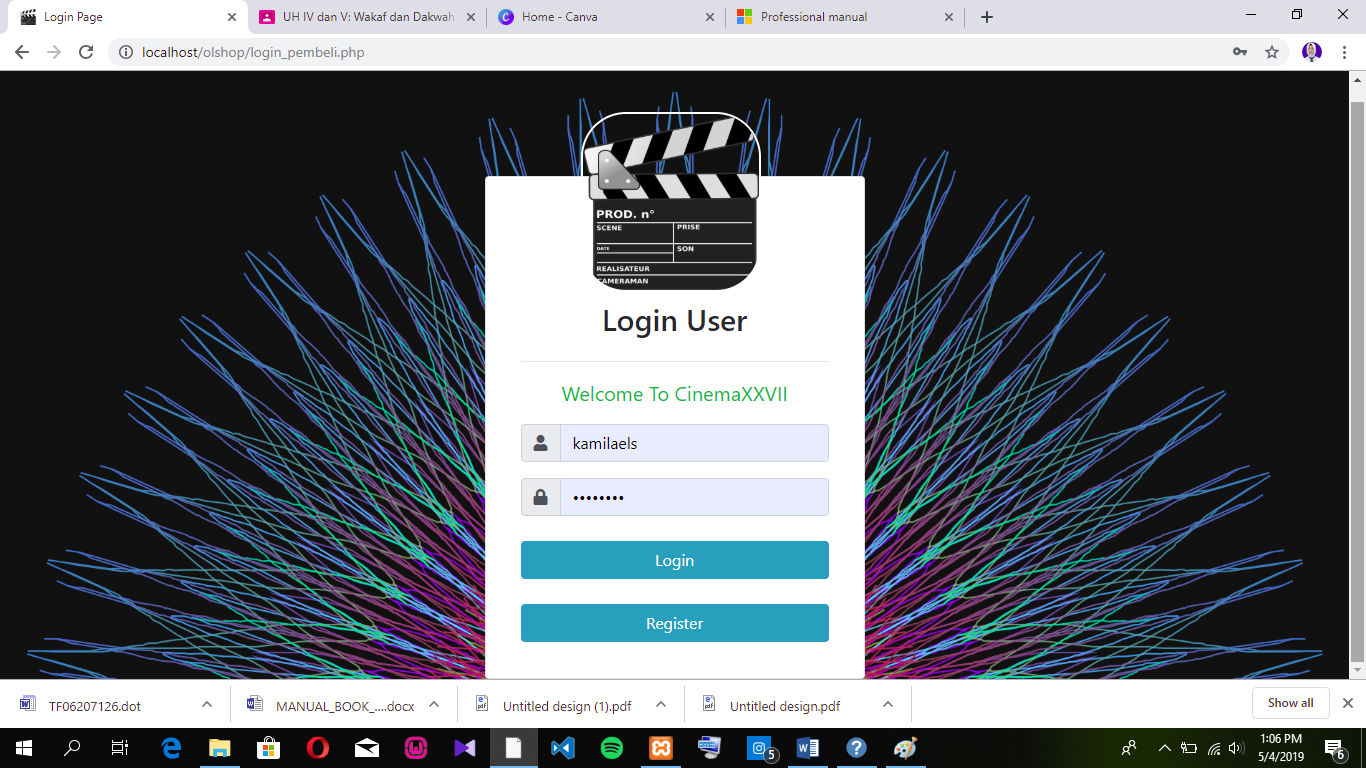 Login Page
UH IV dan V: Wakaf dan Dakwah
Home - Canva
Professional manual
localhost/olshop/login_pembeli.php
PROD. n°
SCENE
PRISE
DATE
SON
REALISATEUR
CAMERAMAN
Login User
Welcome To CinemaXXVII
kamilaels
••••••••
Login
Register
TF06207126.dot
MANUAL_BOOK_....docx
Untitled design (1).pdf
Untitled design.pdf
Show all
5
1:06 PM
5/4/2019
6